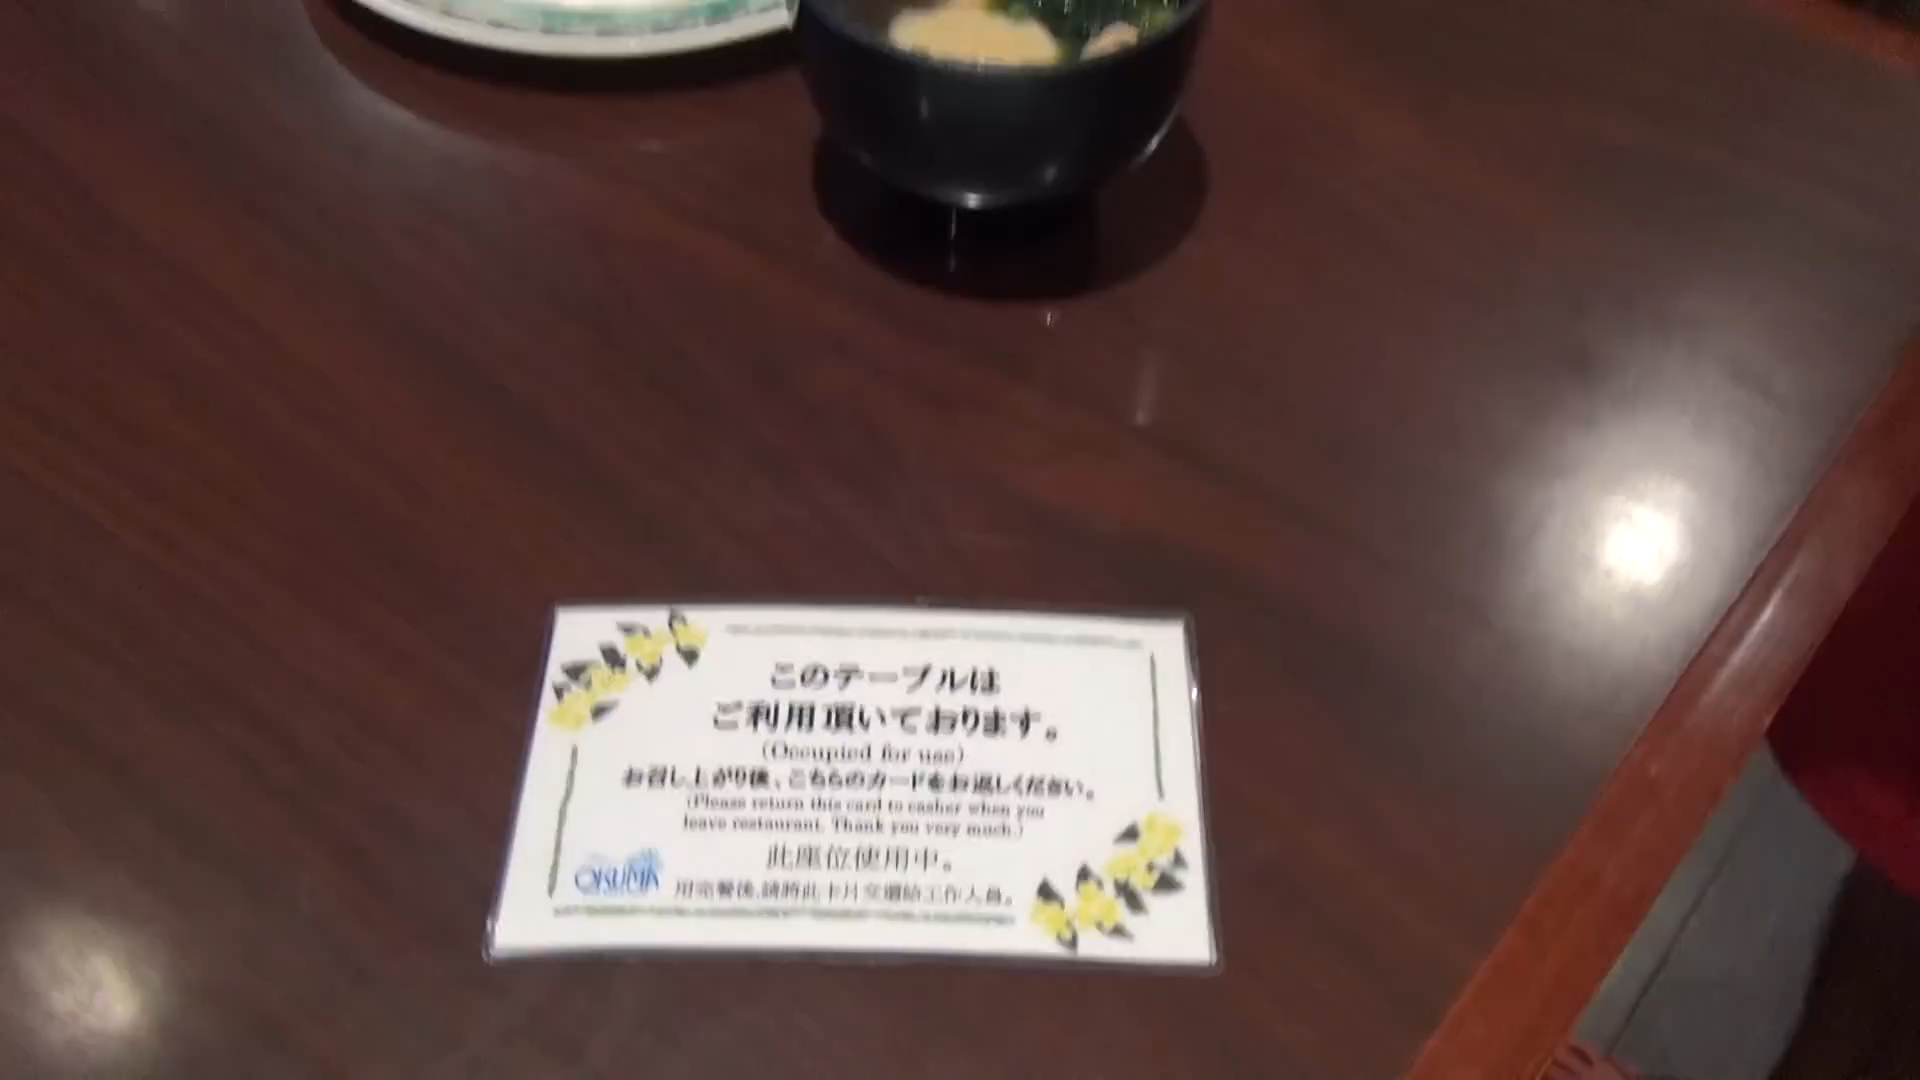 このテーブルは
ご利用頂いております。
(Occupied for use)
お召し上がり後、こちらのカードをお返しください。
(Please return this card to casher when you
leave restaurant. Thank you very much.)
此座位使用中。
OKUMA
用完餐後,請將此卡片交還給工作人員。